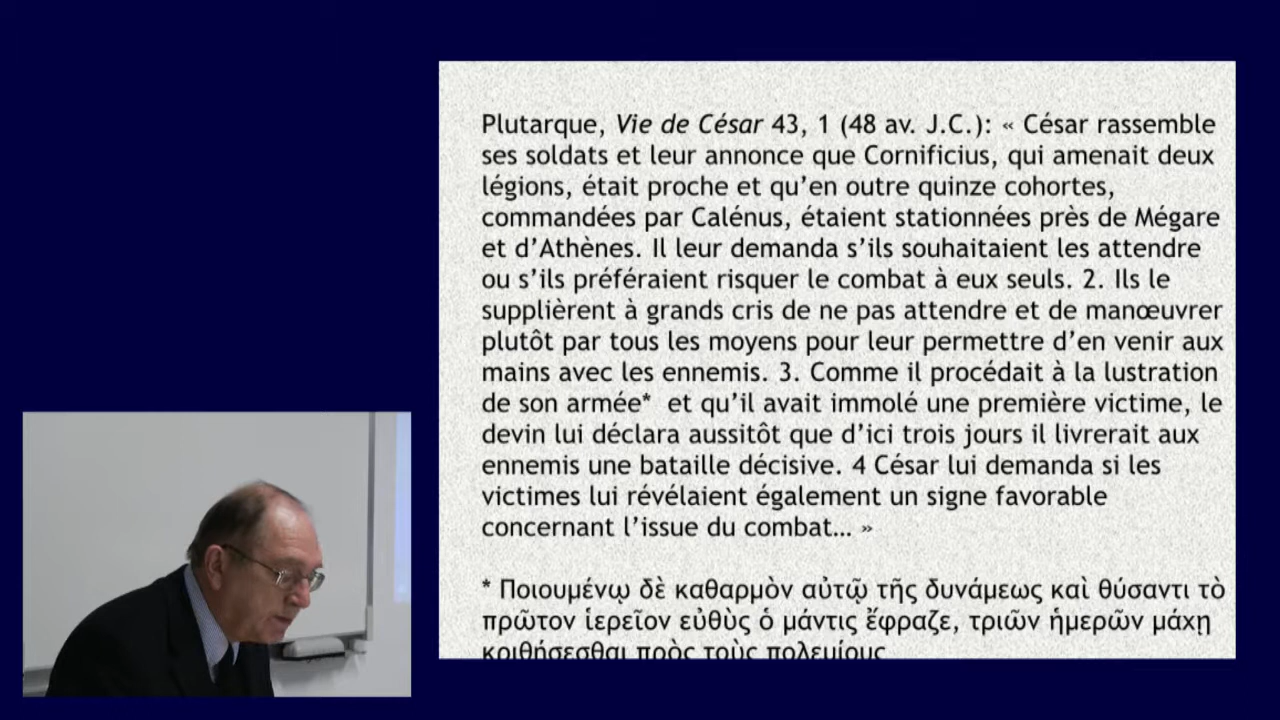 Plutarque, Vie de César 43, 1 (48 av. J.C.): « César rassemble
ses soldats et leur annonce que Cornificius, qui amenait deux
légions, était proche et qu’en outre quinze cohortes,
commandées par Calénus, étaient stationnées près de Mégare
et d’Athènes. Il leur demanda s’ils souhaitaient les attendre
ou s’ils préféraient risquer le combat à eux seuls. 2. Ils le
supplièrent à grands cris de ne pas attendre et de manœuvrer
plutôt par tous les moyens pour leur permettre d’en venir aux
mains avec les ennemis. 3. Comme il procédait à la lustration
de son armée* et qu’il avait immolé une première victime, le
devin lui déclara aussitôt que d’ici trois jours il livrerait aux
ennemis une bataille décisive. 4 César lui demanda si les
victimes lui révélaient également un signe favorable
concernant l’issue du combat… »
* Ποιουμένῳ δὲ καθαρμὸν αὐτῷ τῆς δυνάμεως καὶ θύσαντι τὸ
πρῶτον ἱερεῖον εὐθὺς ὁ μάντις ἔφραζε, τριῶν ἡμερῶν μάχῃ
κριθήσεσθαι πρὸς τοὺς πολεμίους